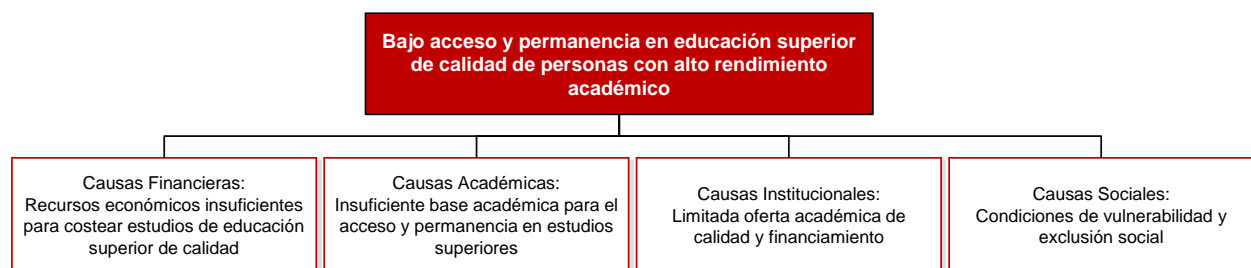 Bajo acceso y permanencia en educación superior
de calidad de personas con alto rendimiento
académico
Causas Financieras:
Recursos económicos insuficientes
para costear estudios de educación
superior de calidad
Causas Académicas:
Insuficiente base académica para el
acceso y permanencia en estudios
superiores
Causas Institucionales:
Limitada oferta académica de
calidad y financiamiento
Causas Sociales:
Condiciones de vulnerabilidad y
exclusión social